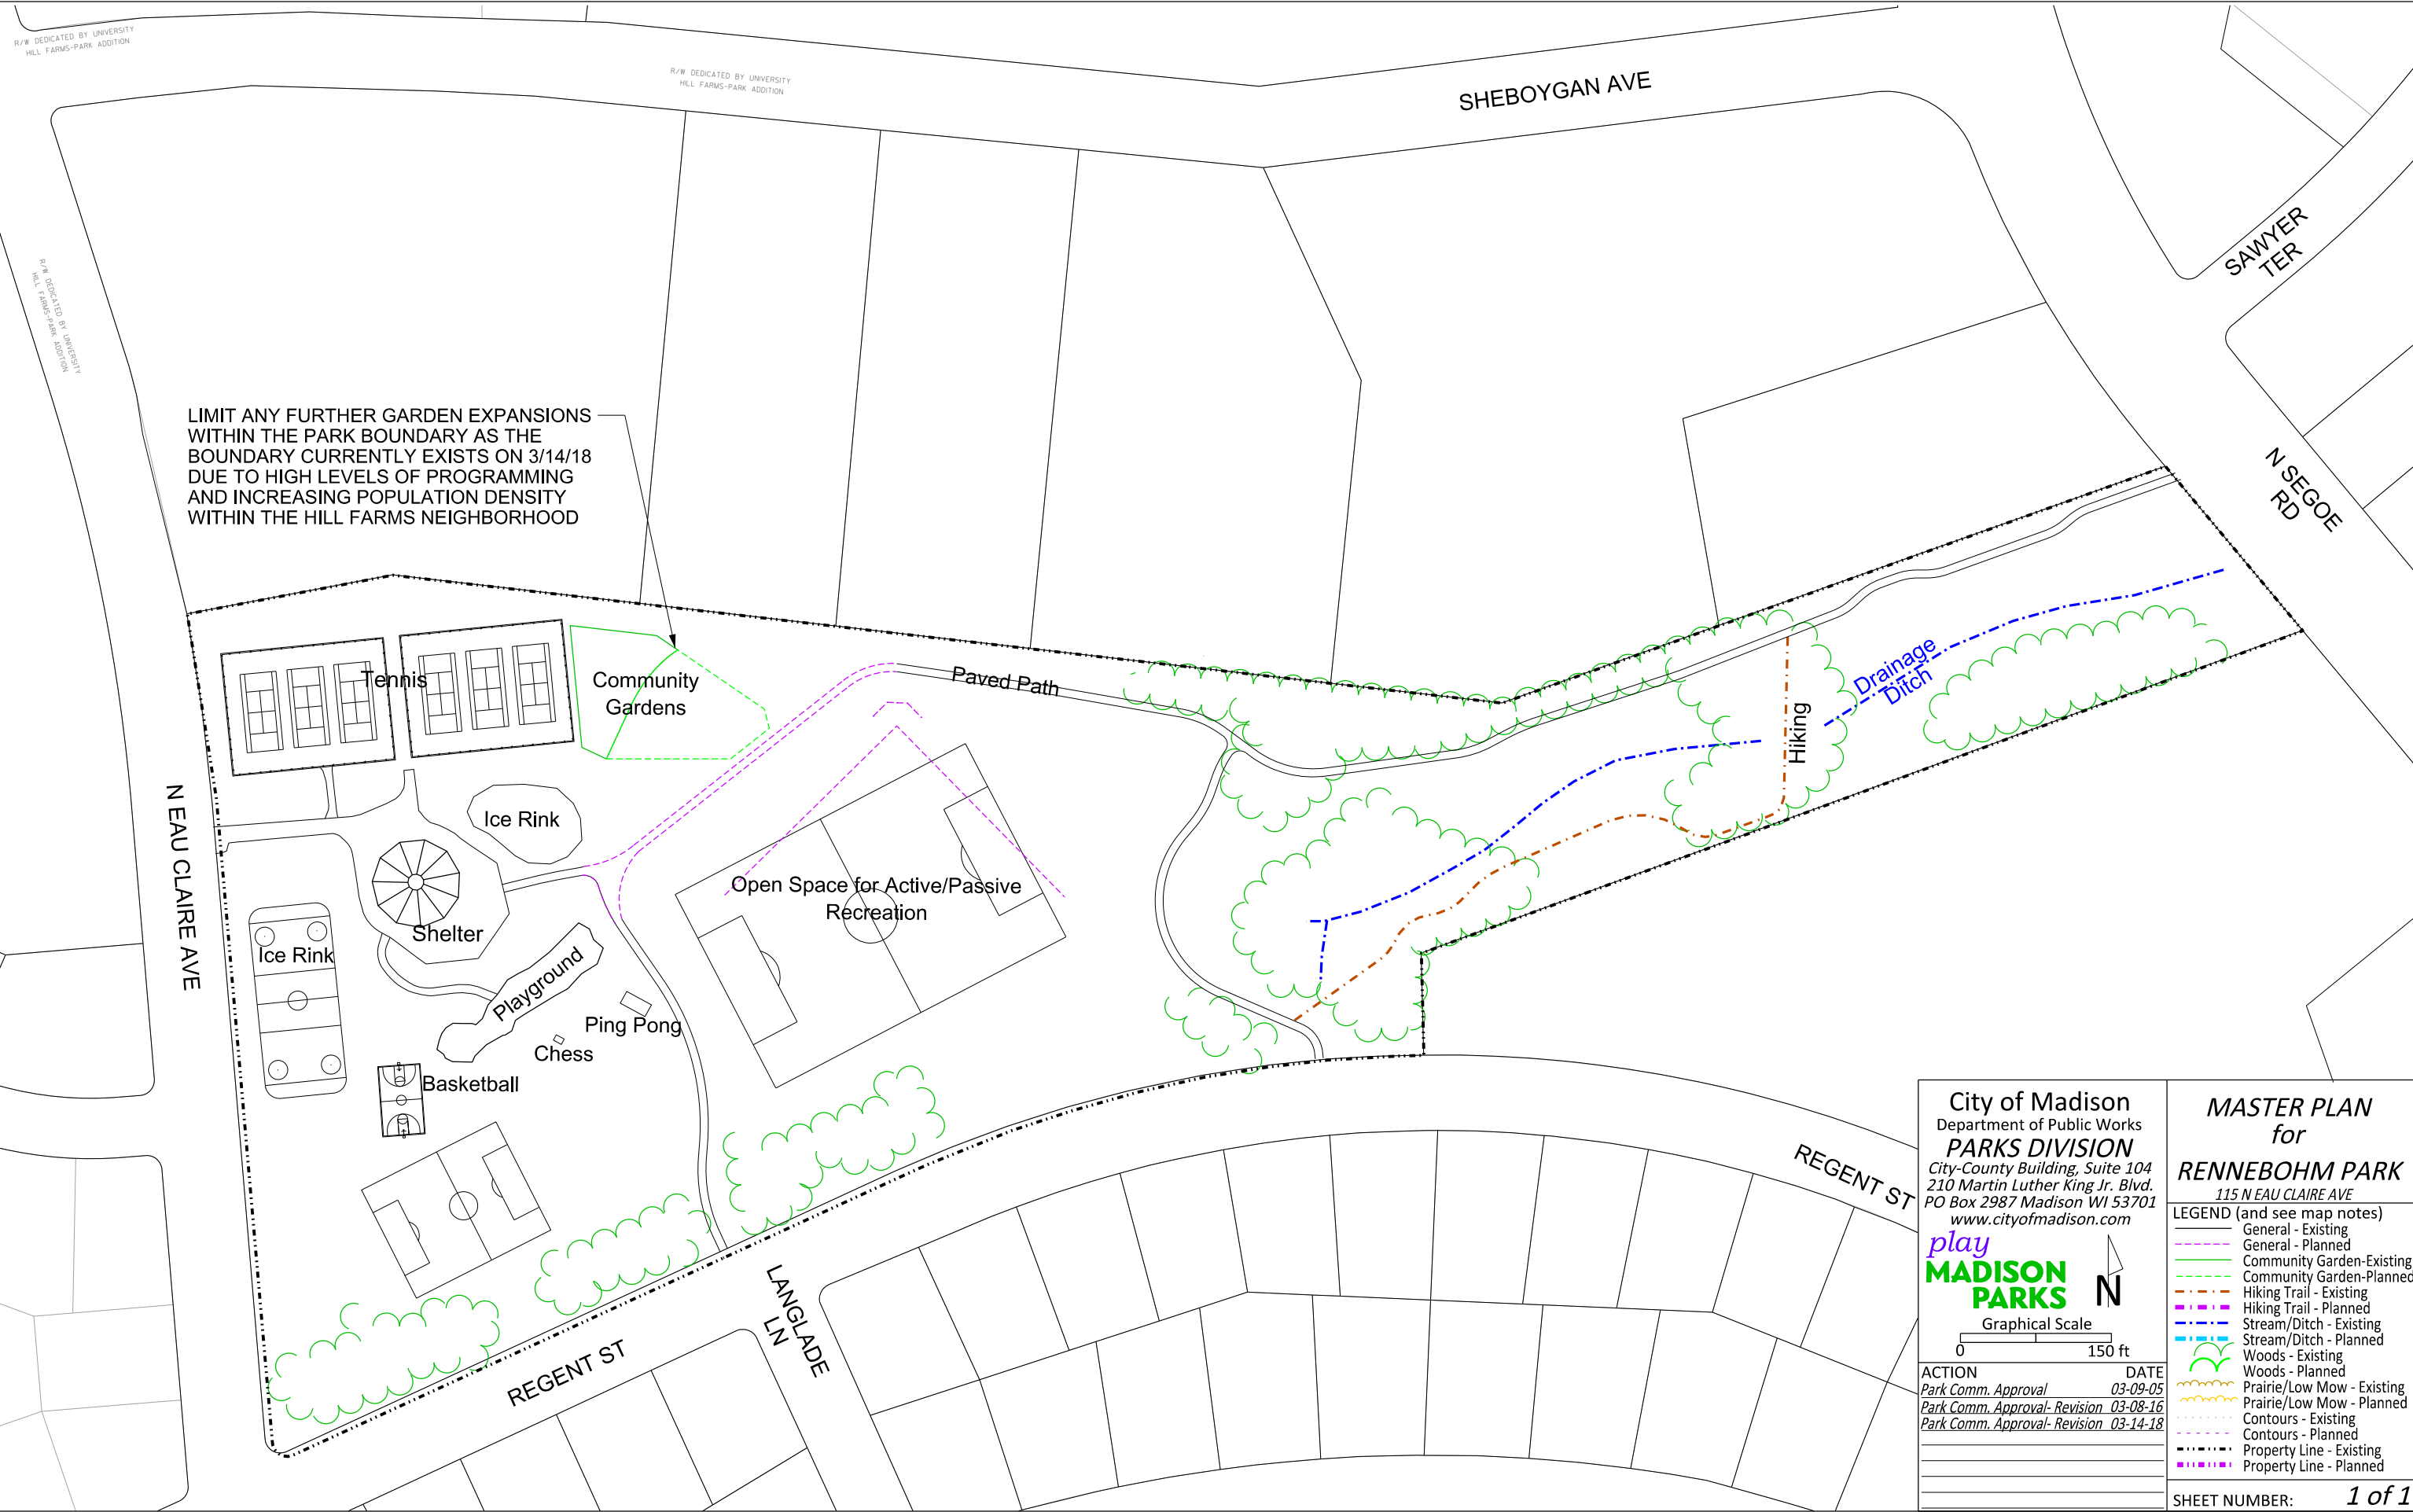 R/W DEDICATED BY UNIVERSITY
HILL FARMS-PARK ADDITION
R/W DEDICATED BY UNIVERSITY
HILL FARMS-PARK ADDITION
SHEBOYGAN AVE
R/W DEDICATED BY UNIVERSITY
HILL FARMS-PARK ADDITION
SAWYER
TER
N SEGOE
RD
LIMIT ANY FURTHER GARDEN EXPANSIONS
WITHIN THE PARK BOUNDARY AS THE
BOUNDARY CURRENTLY EXISTS ON 3/14/18
DUE TO HIGH LEVELS OF PROGRAMMING
AND INCREASING POPULATION DENSITY
WITHIN THE HILL FARMS NEIGHBORHOOD
Tennis
Community
Gardens
Paved Path
Drainage
Ditch
Hiking
N EAU CLAIRE AVE
Ice Rink
Open Space for Active/Passive
Recreation
Shelter
Ice Rink
Playground
Ping Pong
Chess
Basketball
REGENT ST
LANGLADE
LN
REGENT ST
City of Madison
Department of Public Works
PARKS DIVISION
City-County Building, Suite 104
210 Martin Luther King Jr. Blvd.
PO Box 2987 Madison WI 53701
www.cityofmadison.com
play
MADISON
PARKS
N
Graphical Scale
0 150 ft
ACTION DATE
Park Comm. Approval 03-09-05
Park Comm. Approval- Revision 03-08-16
Park Comm. Approval- Revision 03-14-18
MASTER PLAN
for
RENNEBOHM PARK
115 N EAU CLAIRE AVE
LEGEND (and see map notes)
General - Existing
General - Planned
Community Garden-Existing
Community Garden-Planned
Hiking Trail - Existing
Hiking Trail - Planned
Stream/Ditch - Existing
Stream/Ditch - Planned
Woods - Existing
Woods - Planned
Prairie/Low Mow - Existing
Prairie/Low Mow - Planned
Contours - Existing
Contours - Planned
Property Line - Existing
Property Line - Planned
SHEET NUMBER: 1 of 1